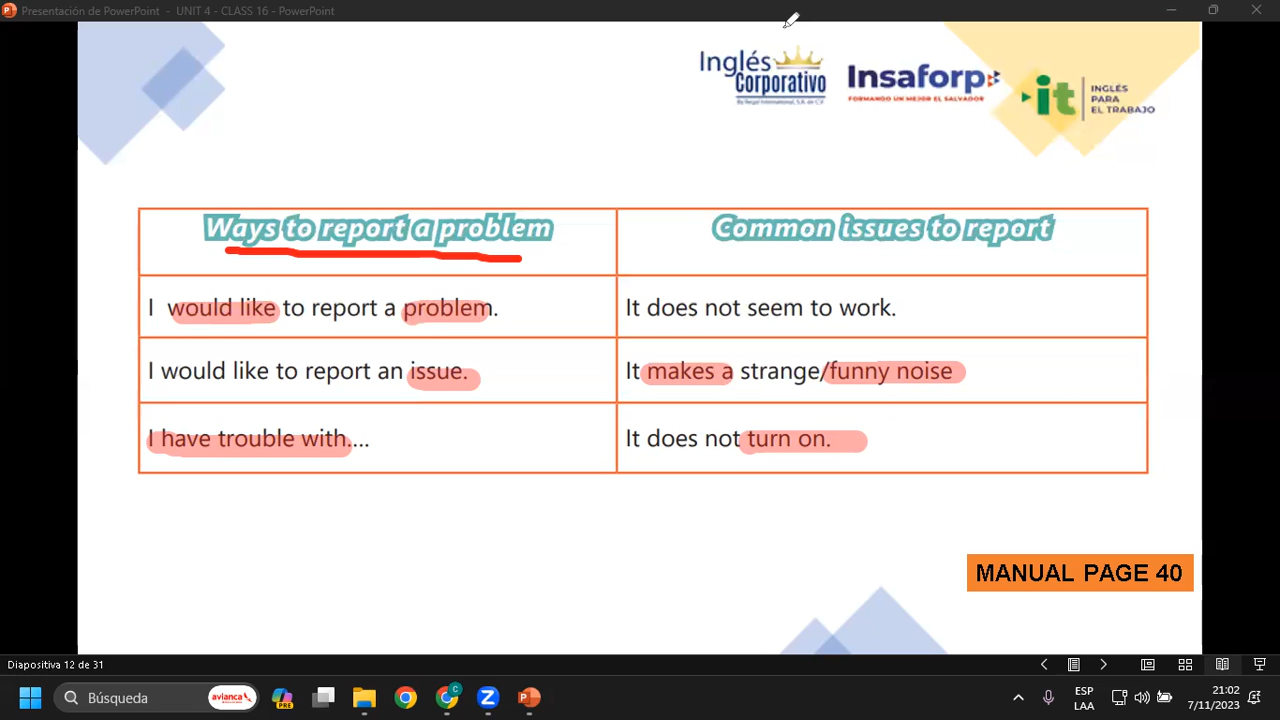 Presentación de PowerPoint - UNIT 4 - CLASS 16 - PowerPoint
Inglés
Corporativo
Insaforp
FORMANDO UN MEJOR EL SALVADOR
it
INGLÉS
PARA
EL TRABAJO
Ways to report a problem
Common issues to report
I would like to report a problem.
It does not seem to work.
I would like to report an issue.
It makes a strange/funny noise
I have trouble with....
It does not turn on.
MANUAL PAGE 40
Diapositiva 12 de 31
Búsqueda
avianca
PRE
C
ESP
LAA
21:02
7/11/2023